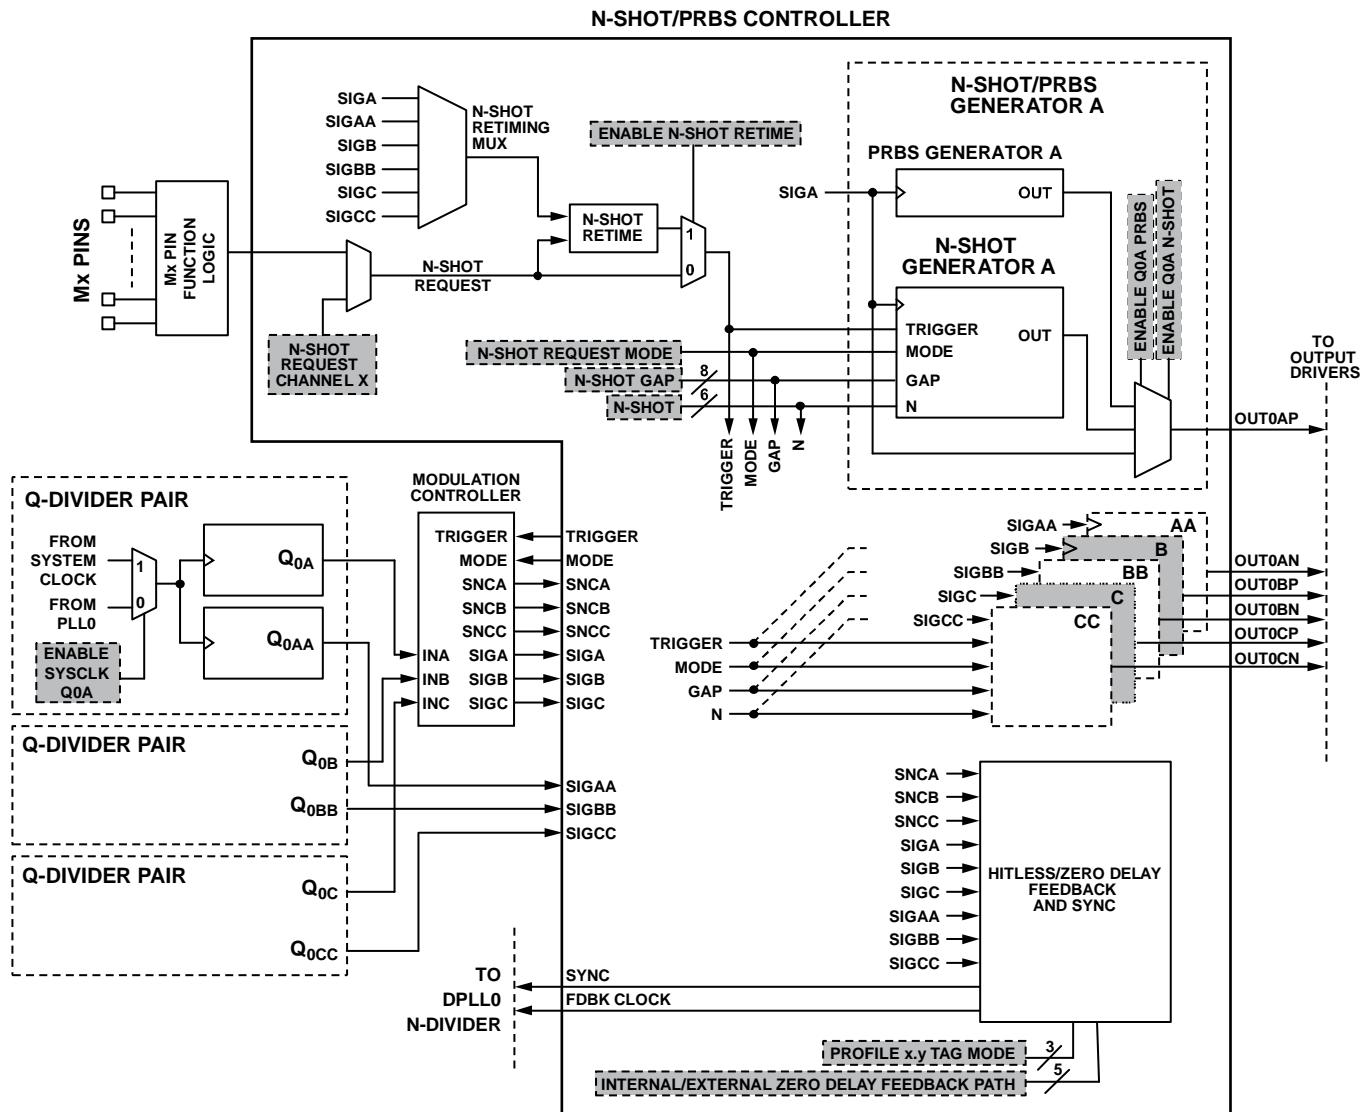 N-SHOT/PRBS CONTROLLER
SIGA
SIGAA
SIGB
SIGBB
SIGC
SIGCC
N-SHOT
RETIMING
MUX
ENABLE N-SHOT RETIME
N-SHOT/PRBS
GENERATOR A
PRBS GENERATOR A
OUT
SIGA
Mx PINS
Mx PIN
FUNCTION
LOGIC
N-SHOT
RETIME
1
0
N-SHOT
REQUEST
N-SHOT
REQUEST
CHANNEL X
N-SHOT
GENERATOR A
TRIGGER
MODE
GAP
N
OUT
ENABLE Q0A PRBS
ENABLE Q0A N-SHOT
N-SHOT REQUEST MODE
N-SHOT GAP
8
N-SHOT
6
TRIGGER
MODE
GAP
N
TO
OUTPUT
DRIVERS
OUT0AP
Q-DIVIDER PAIR
FROM
SYSTEM
CLOCK
FROM
PLL0
1
0
ENABLE
SYSCLK
Q0A
Q0A
Q0AA
MODULATION
CONTROLLER
TRIGGER
MODE
SNCA
SNCB
SNCC
INA
SIGA
INB
SIGB
INC
SIGC
TRIGGER
MODE
SNCA
SNCB
SNCC
SIGA
SIGB
SIGC
SIGAA
SIGBB
SIGCC
Q-DIVIDER PAIR
Q0B
Q0BB
Q-DIVIDER PAIR
Q0C
Q0CC
SIGAA
SIGB
SIGBB
SIGC
SIGCC
AA
B
BB
C
CC
TRIGGER
MODE
GAP
N
OUT0AN
OUT0BP
OUT0BN
OUT0CP
OUT0CN
SNCA
SNCB
SNCC
SIGA
SIGB
SIGC
SIGAA
SIGBB
SIGCC
HITLESS/ZERO DELAY
FEEDBACK
AND SYNC
TO
DPLL0
N-DIVIDER
SYNC
FDBK CLOCK
PROFILE x.y TAG MODE
3
INTERNAL/EXTERNAL ZERO DELAY FEEDBACK PATH
5